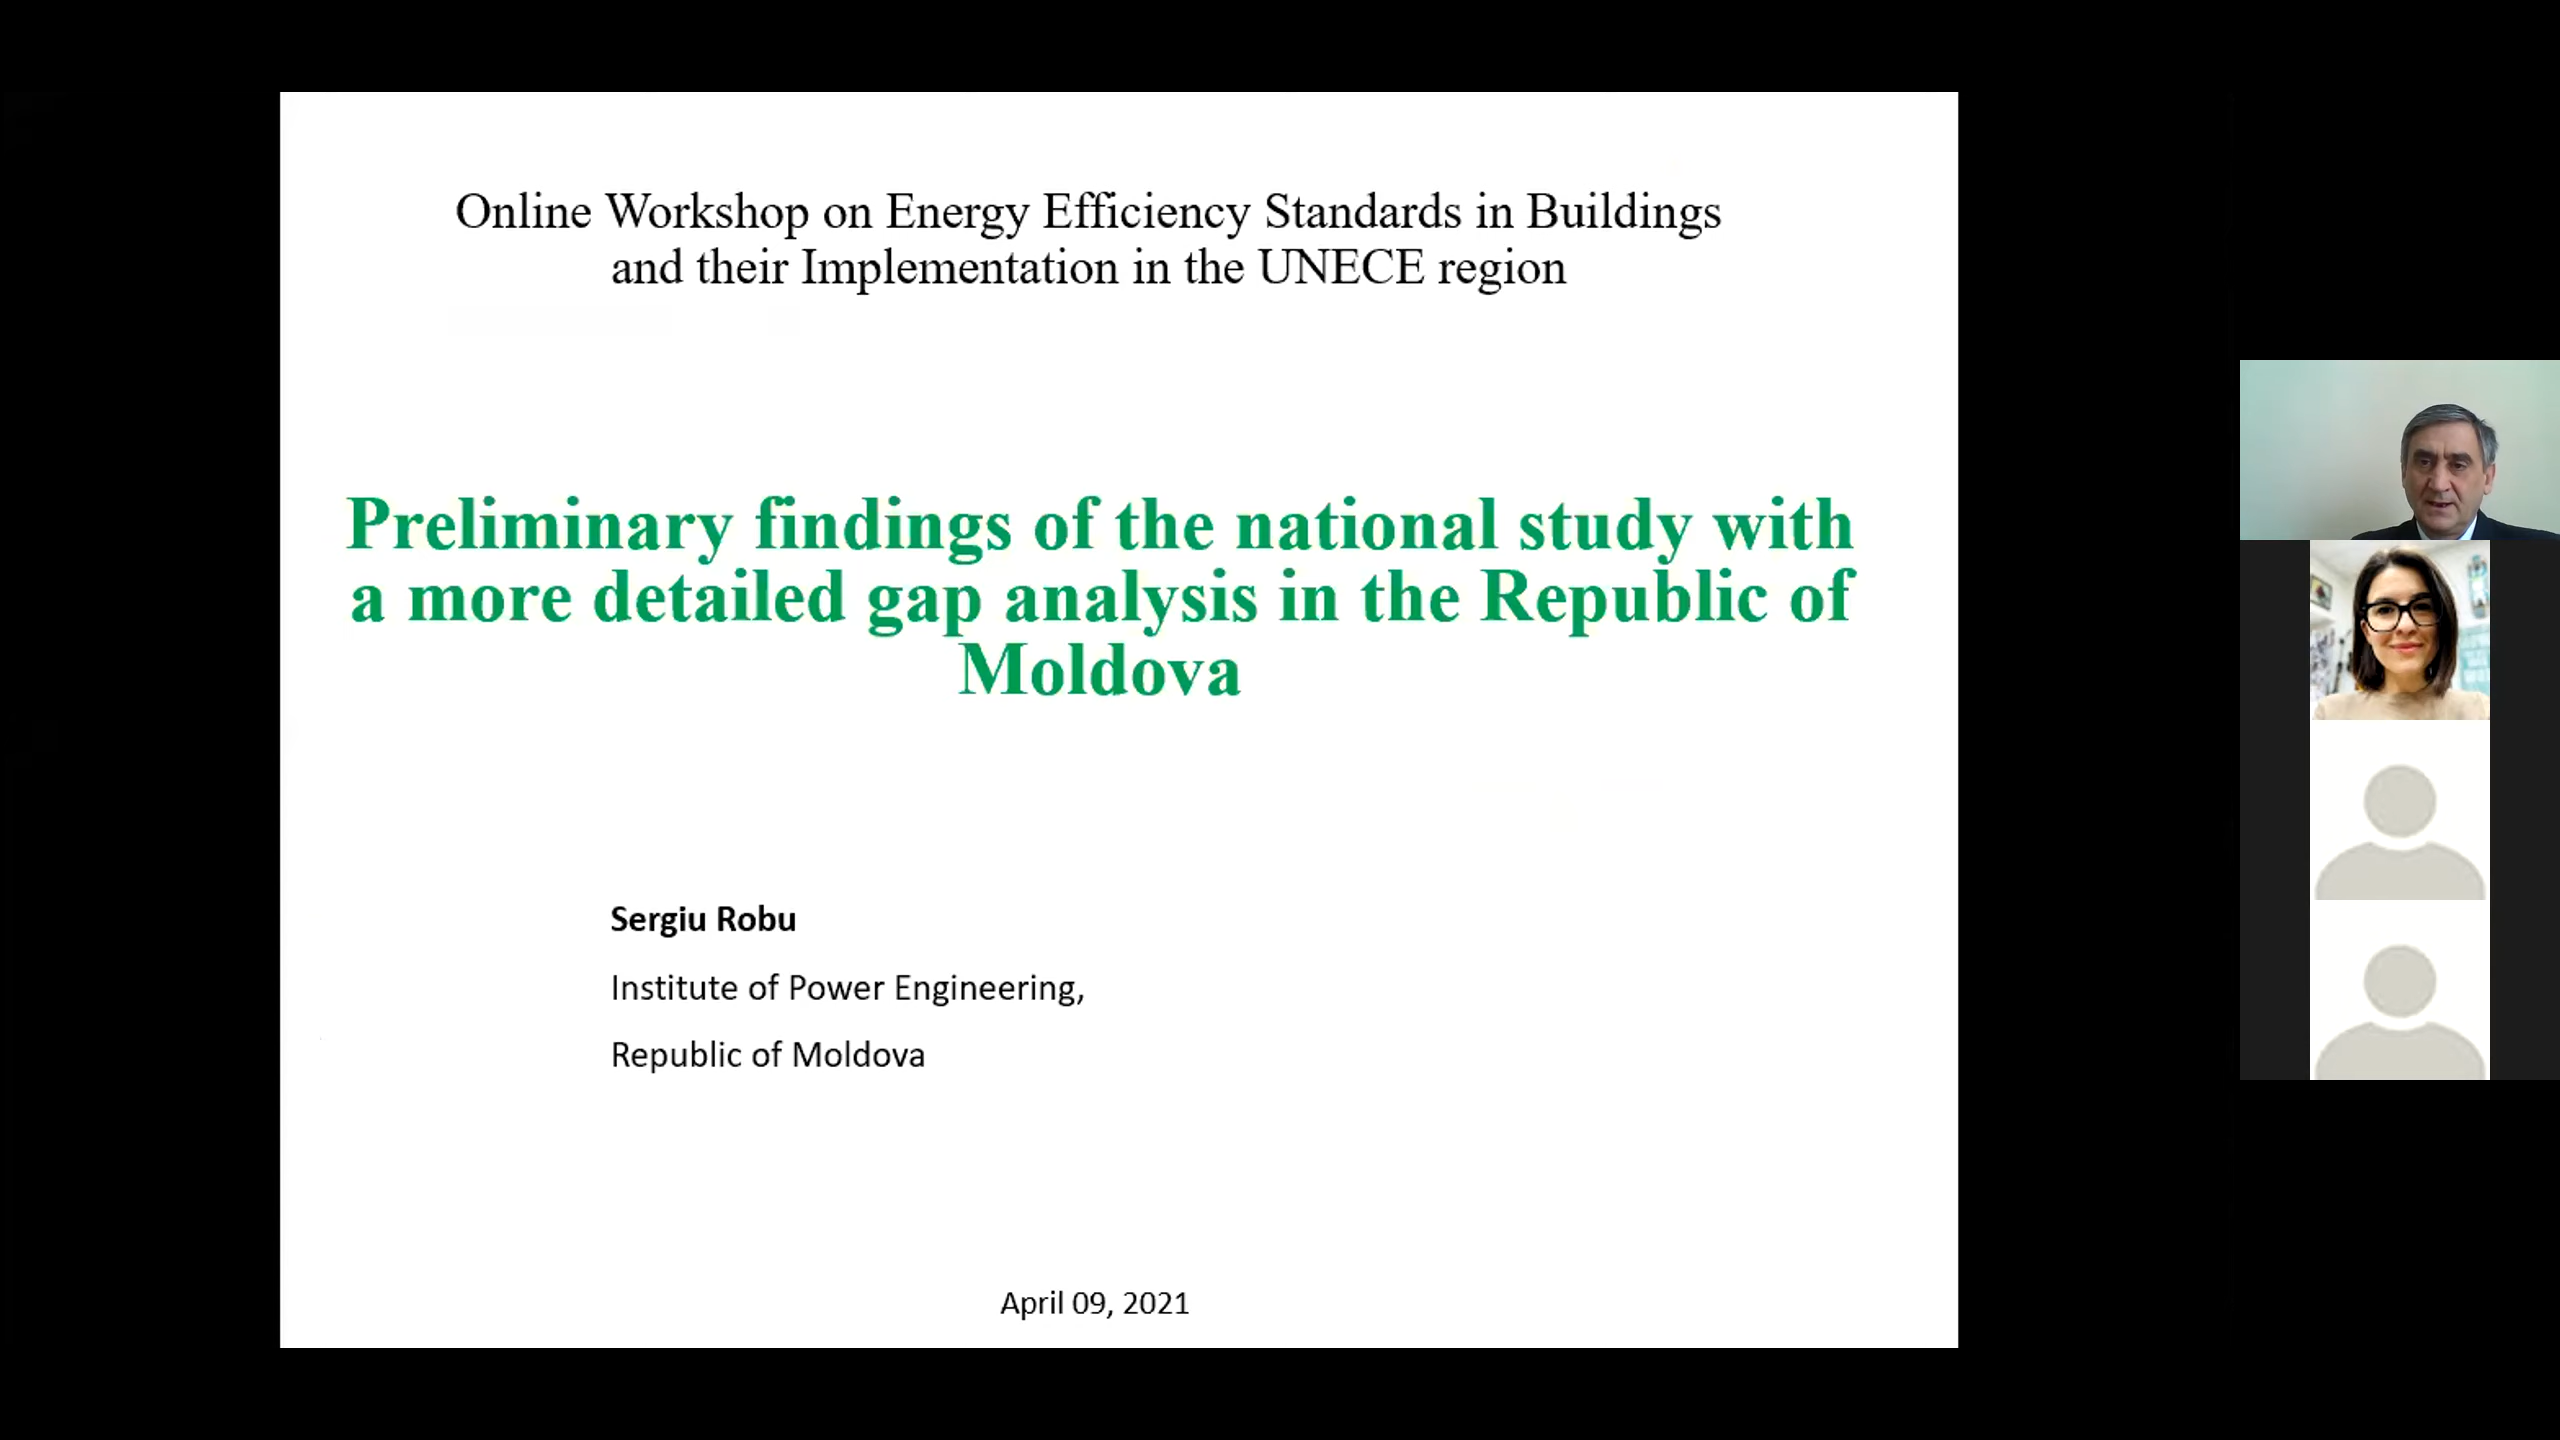 Online Workshop on Energy Efficiency Standards in Buildings
and their Implementation in the UNECE region
Preliminary findings of the national study with
a more detailed gap analysis in the Republic of
Moldova
Sergiu Robu
Institute of Power Engineering,
Republic of Moldova
April 09, 2021